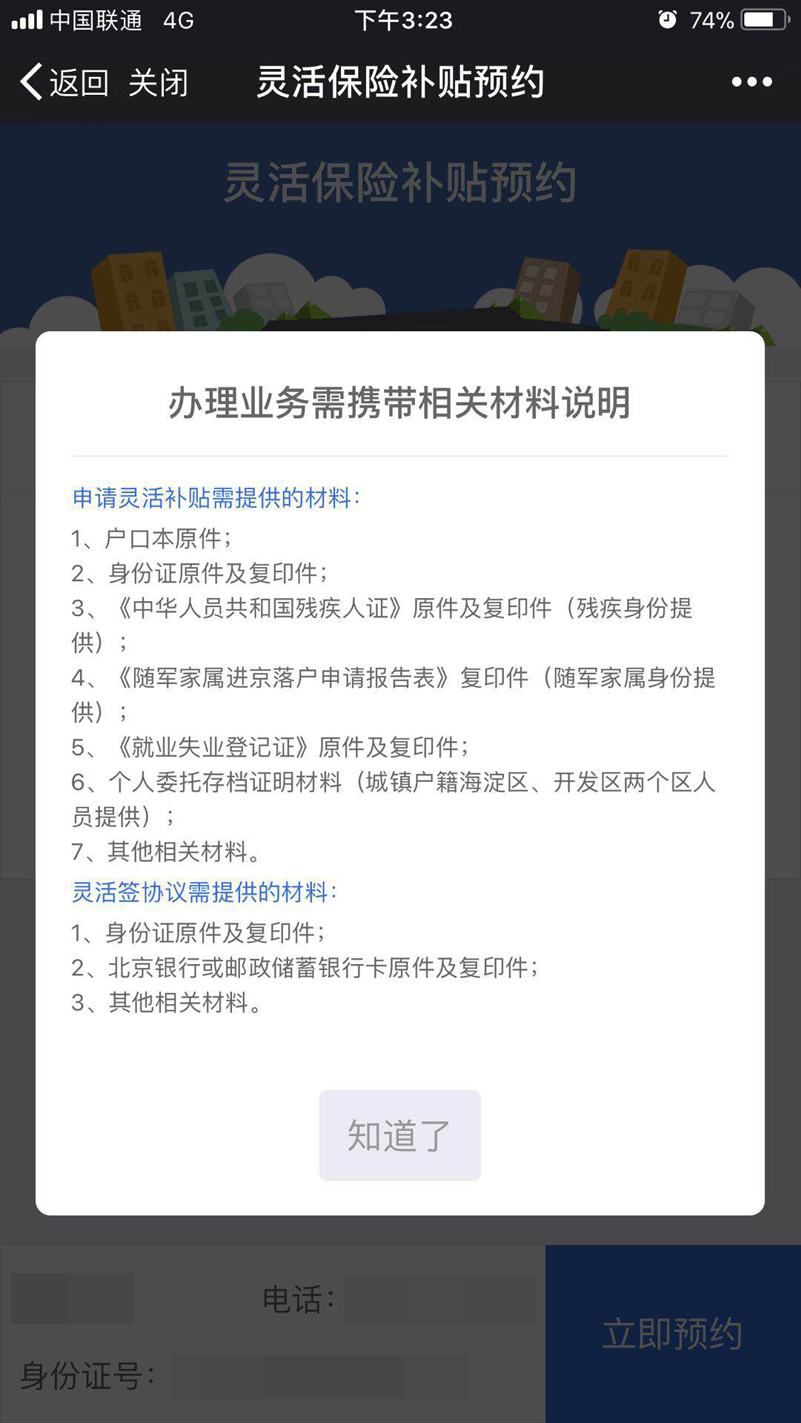 中国联通 4G 下午3:23 74%
返回 关闭 灵活保险补贴预约
灵活保险补贴预约
办理业务需携带相关材料说明
申请灵活补贴需提供的材料：
1、户口本原件；
2、身份证原件及复印件；
3、《中华人员共和国残疾人证》原件及复印件（残疾身份提
供）；
4、《随军家属进京落户申请报告表》复印件（随军家属身份提
供）；
5、《就业失业登记证》原件及复印件；
6、个人委托存档证明材料（城镇户籍海淀区、开发区两个区人
员提供）；
7、其他相关材料。
灵活签协议需提供的材料：
1、身份证原件及复印件；
2、北京银行或邮政储蓄银行卡原件及复印件；
3、其他相关材料。
知道了
电话：
立即预约
身份证号：